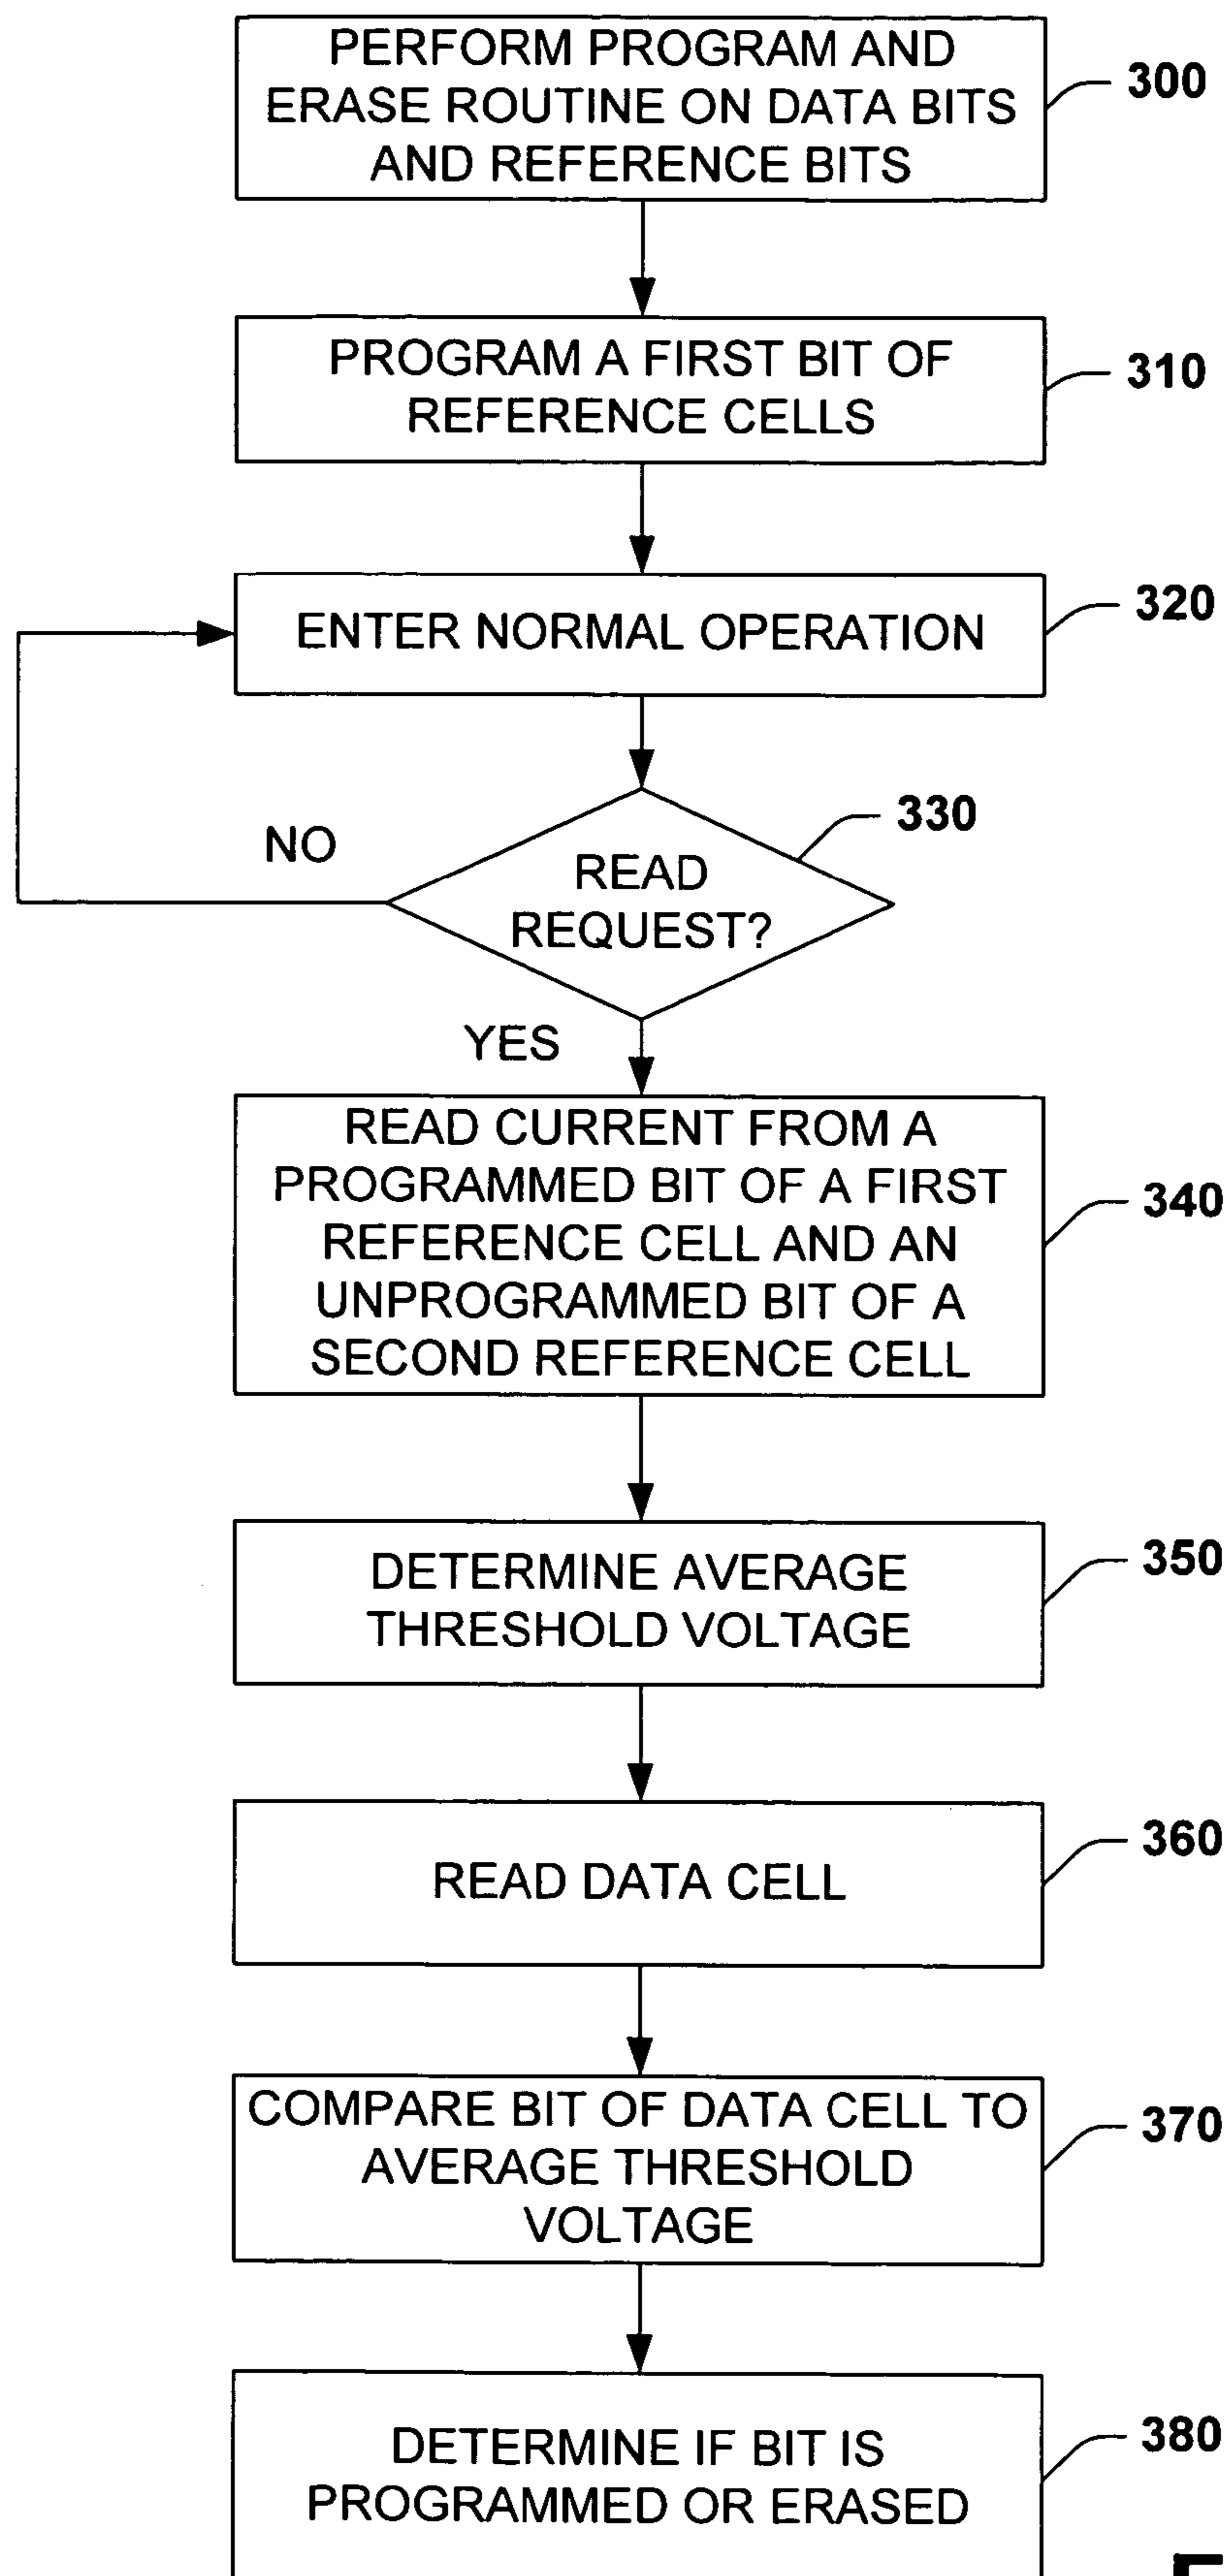 PERFORM PROGRAM AND
ERASE ROUTINE ON DATA BITS
AND REFERENCE BITS
300
PROGRAM A FIRST BIT OF
REFERENCE CELLS
310
ENTER NORMAL OPERATION
320
330
NO
READ
REQUEST?
YES
READ CURRENT FROM A
PROGRAMMED BIT OF A FIRST
REFERENCE CELL AND AN
UNPROGRAMMED BIT OF A
SECOND REFERENCE CELL
340
DETERMINE AVERAGE
THRESHOLD VOLTAGE
350
READ DATA CELL
360
COMPARE BIT OF DATA CELL TO
AVERAGE THRESHOLD
VOLTAGE
370
DETERMINE IF BIT IS
PROGRAMMED OR ERASED
380